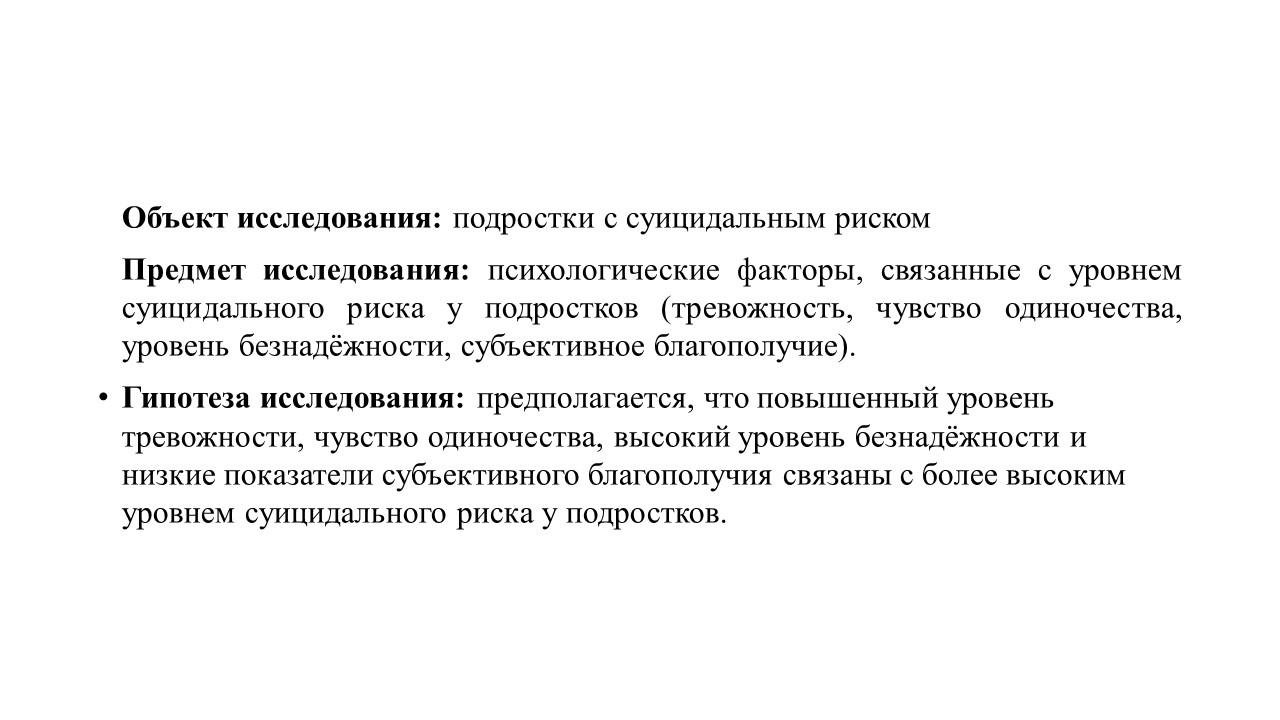 Объект исследования: подростки с суицидальным риском
Предмет исследования: психологические факторы, связанные с уровнем
суицидального риска у подростков (тревожность, чувство одиночества,
уровень безнадёжности, субъективное благополучие).
• Гипотеза исследования: предполагается, что повышенный уровень
тревожности, чувство одиночества, высокий уровень безнадёжности и
низкие показатели субъективного благополучия связаны с более высоким
уровнем суицидального риска у подростков.